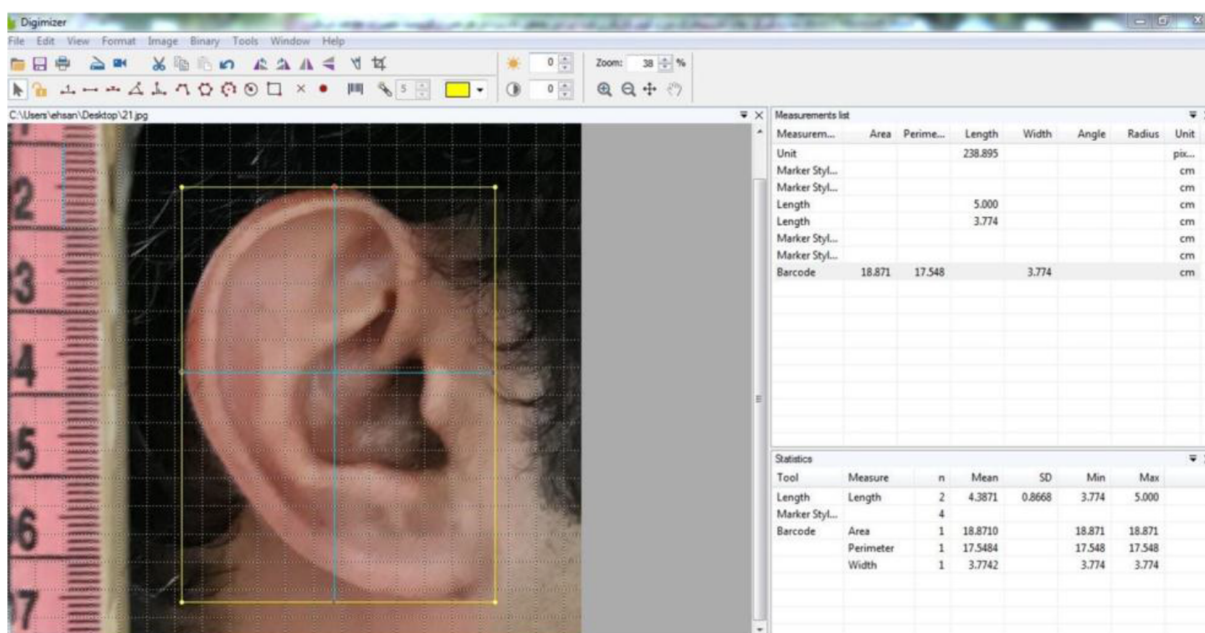 Digimizer
File Edit View Format Image Binary Tools Window Help
0 Zoom: 38 %
5 0
C:\Users\ehsan\Desktop\21.jpg
2
3
4
5
6
7
Measurements list
Measurem... Area Perime... Length Width Angle Radius Unit
Unit 238.895 pix...
Marker Styl... cm
Marker Styl... cm
Length 5.000 cm
Length 3.774 cm
Marker Styl... cm
Marker Styl... cm
Barcode 18.871 17.548 3.774 cm
Statistics
Tool Measure n Mean SD Min Max
Length Length 2 4.3871 0.8668 3.774 5.000
Marker Styl... 4
Barcode Area 1 18.8710 18.871 18.871
Perimeter 1 17.5484 17.548 17.548
Width 1 3.7742 3.774 3.774